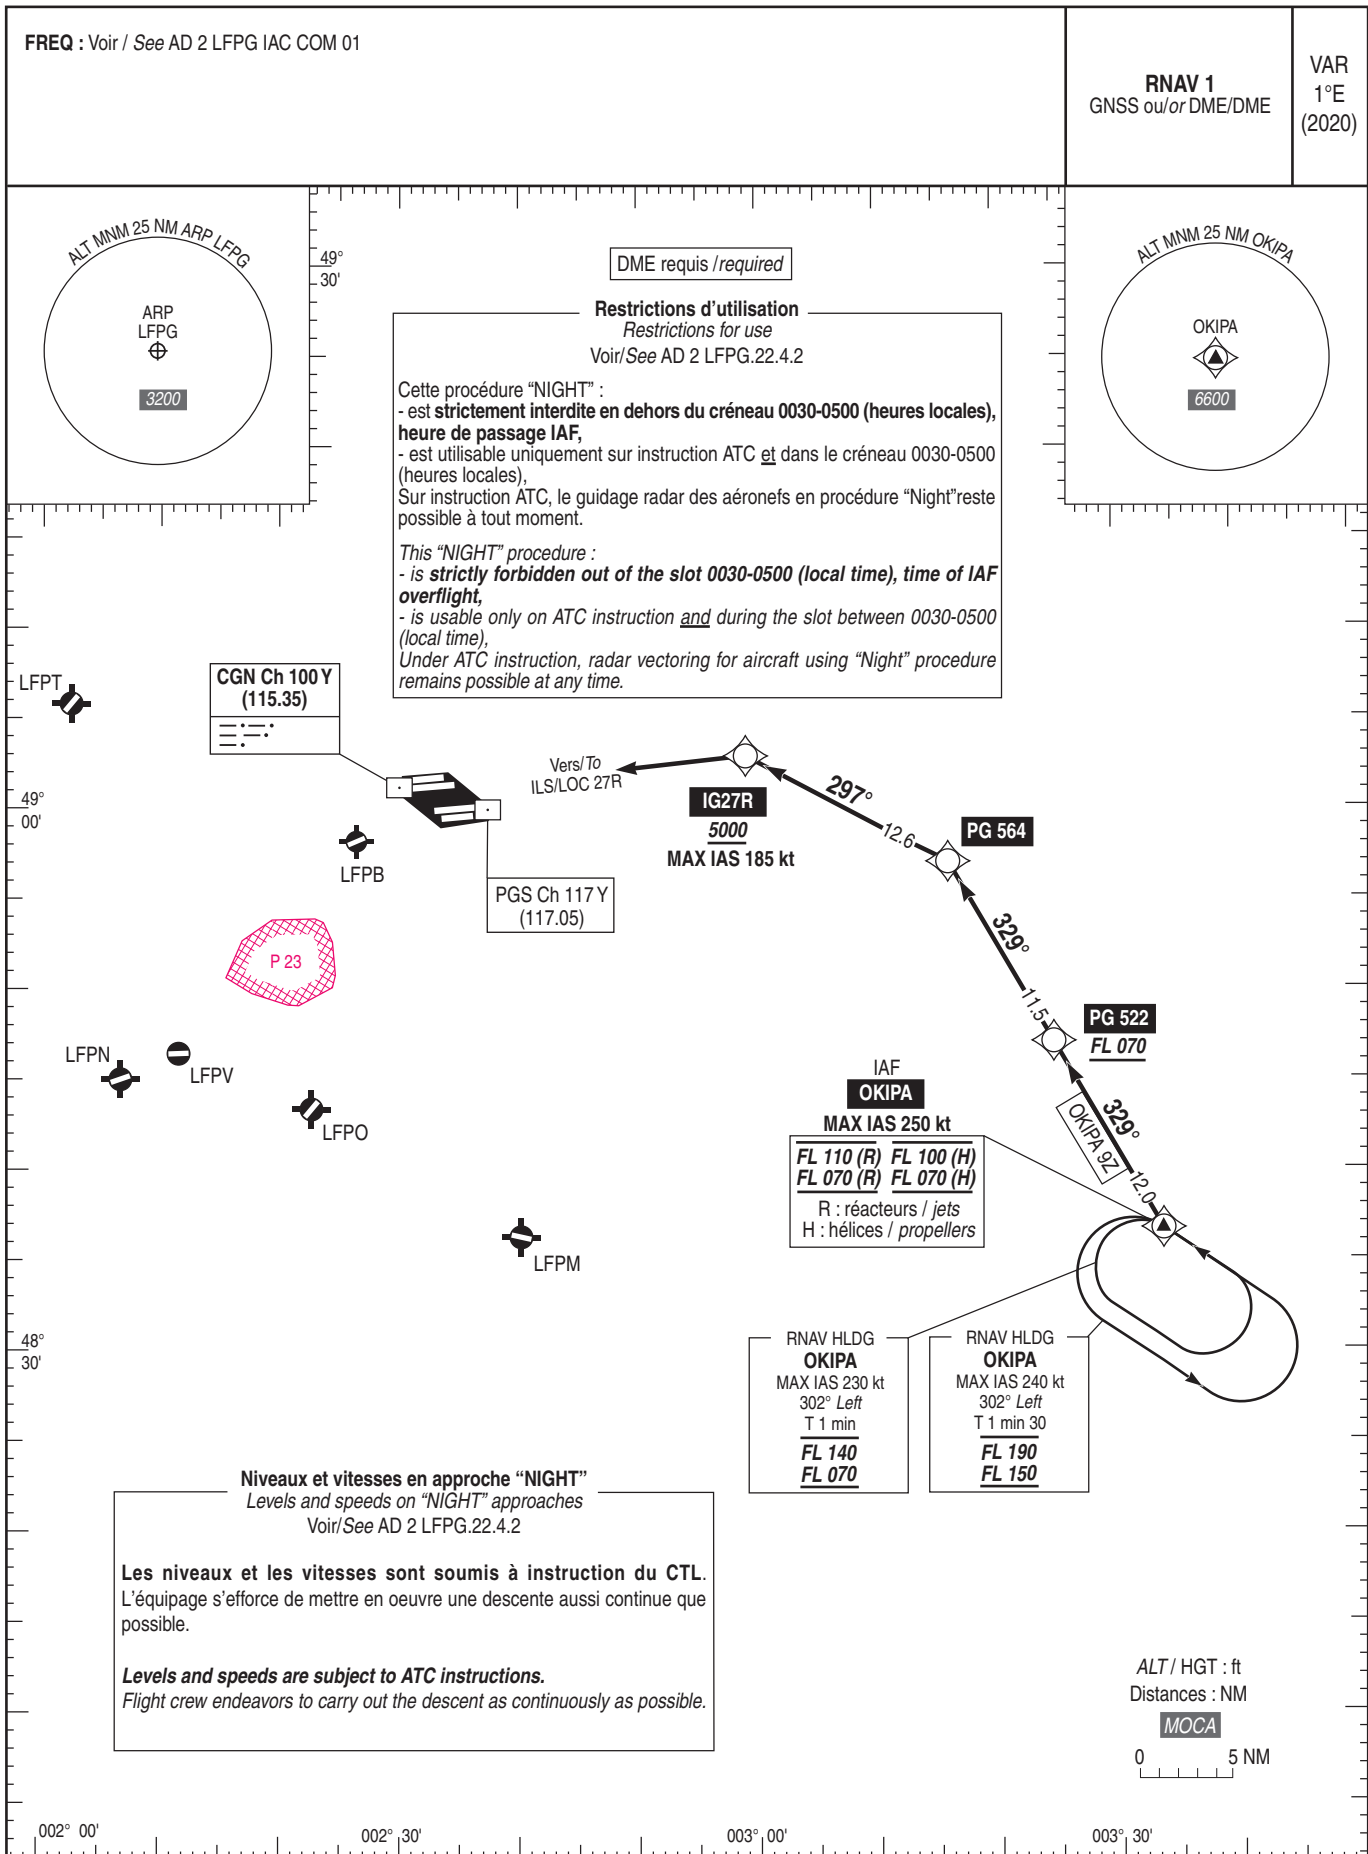 FREQ : Voir / See AD 2 LFPG IAC COM 01
RNAV 1
GNSS ou/or DME/DME
VAR
1°E
(2020)
ALT MNM 25 NM ARP LFPG
ARP
LFPG
3200
49°
30'
DME requis /required
Restrictions d'utilisation
Restrictions for use
Voir/See AD 2 LFPG.22.4.2
Cette procédure “NIGHT” :
- est strictement interdite en dehors du créneau 0030-0500 (heures locales),
heure de passage IAF,
- est utilisable uniquement sur instruction ATC et dans le créneau 0030-0500
(heures locales),
Sur instruction ATC, le guidage radar des aéronefs en procédure “Night”reste
possible à tout moment.
This “NIGHT” procedure :
- is strictly forbidden out of the slot 0030-0500 (local time), time of IAF
overflight,
- is usable only on ATC instruction and during the slot between 0030-0500
(local time),
Under ATC instruction, radar vectoring for aircraft using “Night” procedure
remains possible at any time.
ALT MNM 25 NM OKIPA
OKIPA
6600
LFPT
CGN Ch 100 Y
(115.35)
Vers/To
ILS/LOC 27R
IG27R
5000
MAX IAS 185 kt
297°
12.6
PG 564
49°
00'
LFPB
PGS Ch 117 Y
(117.05)
P 23
329°
11.5
PG 522
FL 070
LFPN
LFPV
LFPO
IAF
OKIPA
MAX IAS 250 kt
FL 110 (R) FL 100 (H)
FL 070 (R) FL 070 (H)
R : réacteurs / jets
H : hélices / propellers
329°
OKIPA 9Z
12.0
LFPM
48°
30'
RNAV HLDG
OKIPA
MAX IAS 230 kt
302° Left
T 1 min
FL 140
FL 070
RNAV HLDG
OKIPA
MAX IAS 240 kt
302° Left
T 1 min 30
FL 190
FL 150
Niveaux et vitesses en approche “NIGHT”
Levels and speeds on “NIGHT” approaches
Voir/See AD 2 LFPG.22.4.2
Les niveaux et les vitesses sont soumis à instruction du CTL.
L'équipage s'efforce de mettre en oeuvre une descente aussi continue que
possible.
Levels and speeds are subject to ATC instructions.
Flight crew endeavors to carry out the descent as continuously as possible.
ALT / HGT : ft
Distances : NM
MOCA
0 5 NM
002° 00'
002° 30'
003° 00'
003° 30'